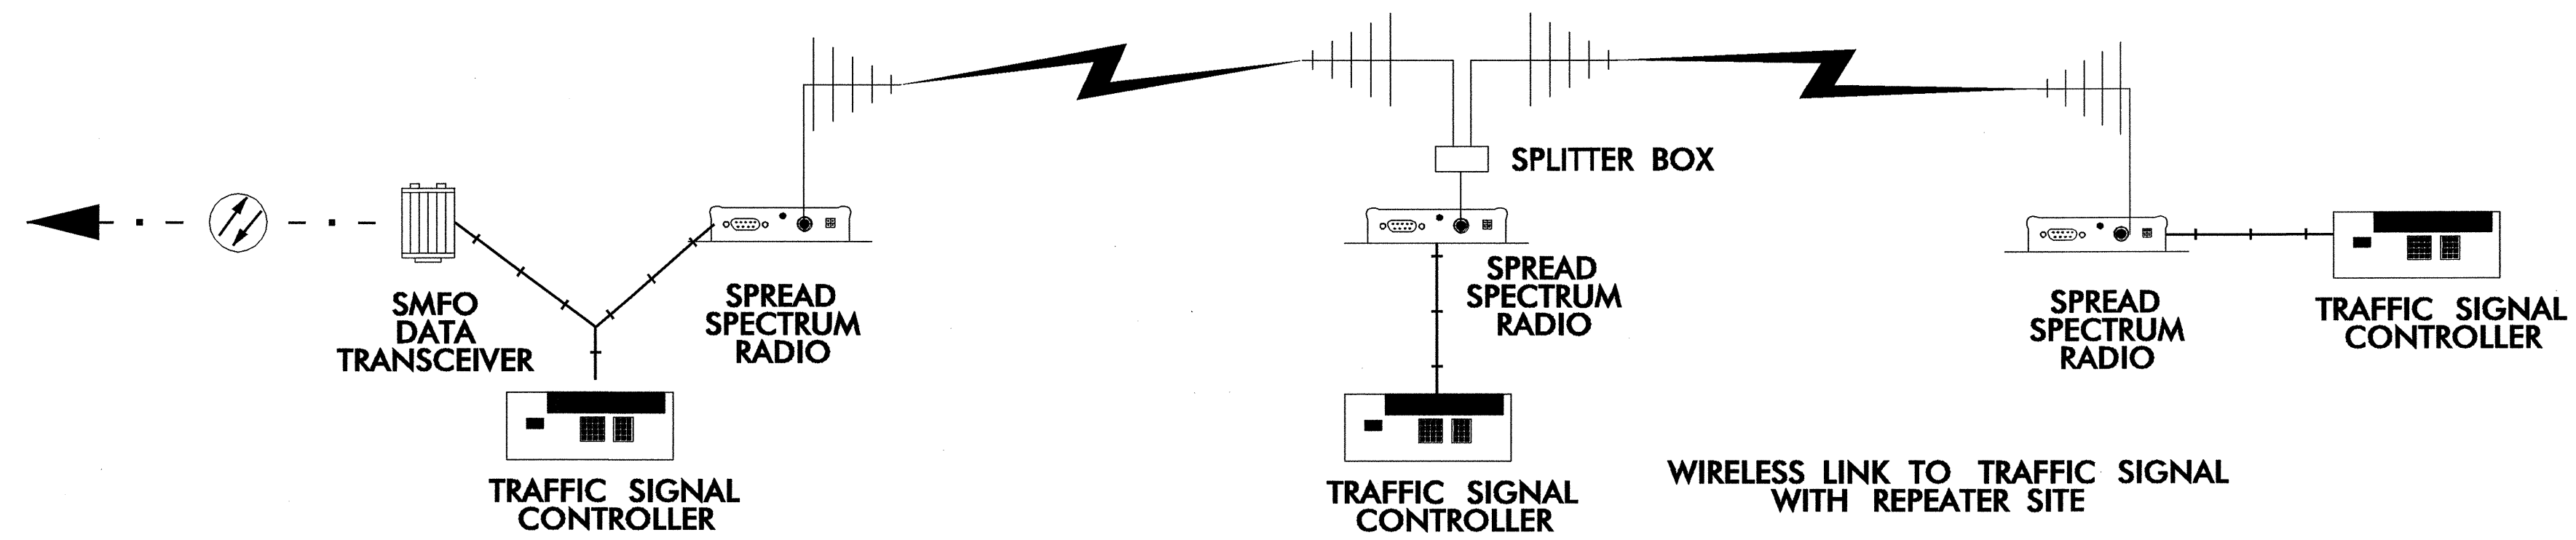 SPLITTER BOX
SMFO
DATA
TRANSCEIVER
SPREAD
SPECTRUM
RADIO
TRAFFIC SIGNAL
CONTROLLER
SPREAD
SPECTRUM
RADIO
TRAFFIC SIGNAL
CONTROLLER
SPREAD
SPECTRUM
RADIO
TRAFFIC SIGNAL
CONTROLLER
WIRELESS LINK TO TRAFFIC SIGNAL
WITH REPEATER SITE